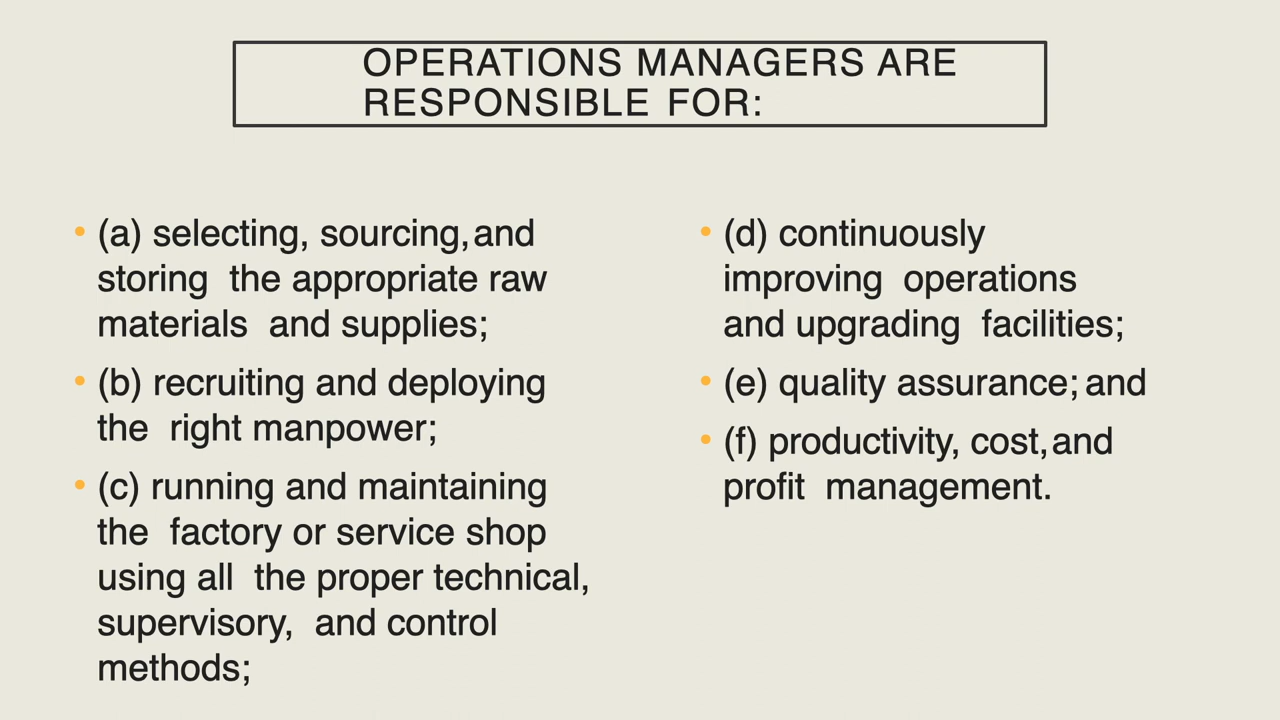 OPERATIONS MANAGERS ARE
RESPONSIBLE FOR:
• (a) selecting, sourcing, and
storing the appropriate raw
materials and supplies;
• (b) recruiting and deploying
the right manpower;
• (c) running and maintaining
the factory or service shop
using all the proper technical,
supervisory, and control
methods;
• (d) continuously
improving operations
and upgrading facilities;
• (e) quality assurance; and
• (f) productivity, cost, and
profit management.